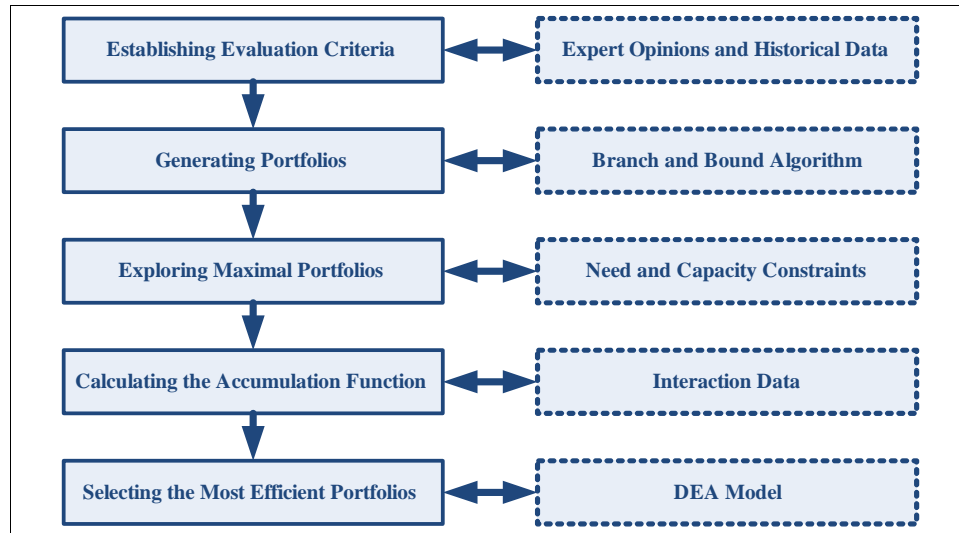 Establishing Evaluation Criteria
Expert Opinions and Historical Data
Generating Portfolios
Branch and Bound Algorithm
Exploring Maximal Portfolios
Need and Capacity Constraints
Calculating the Accumulation Function
Interaction Data
Selecting the Most Efficient Portfolios
DEA Model